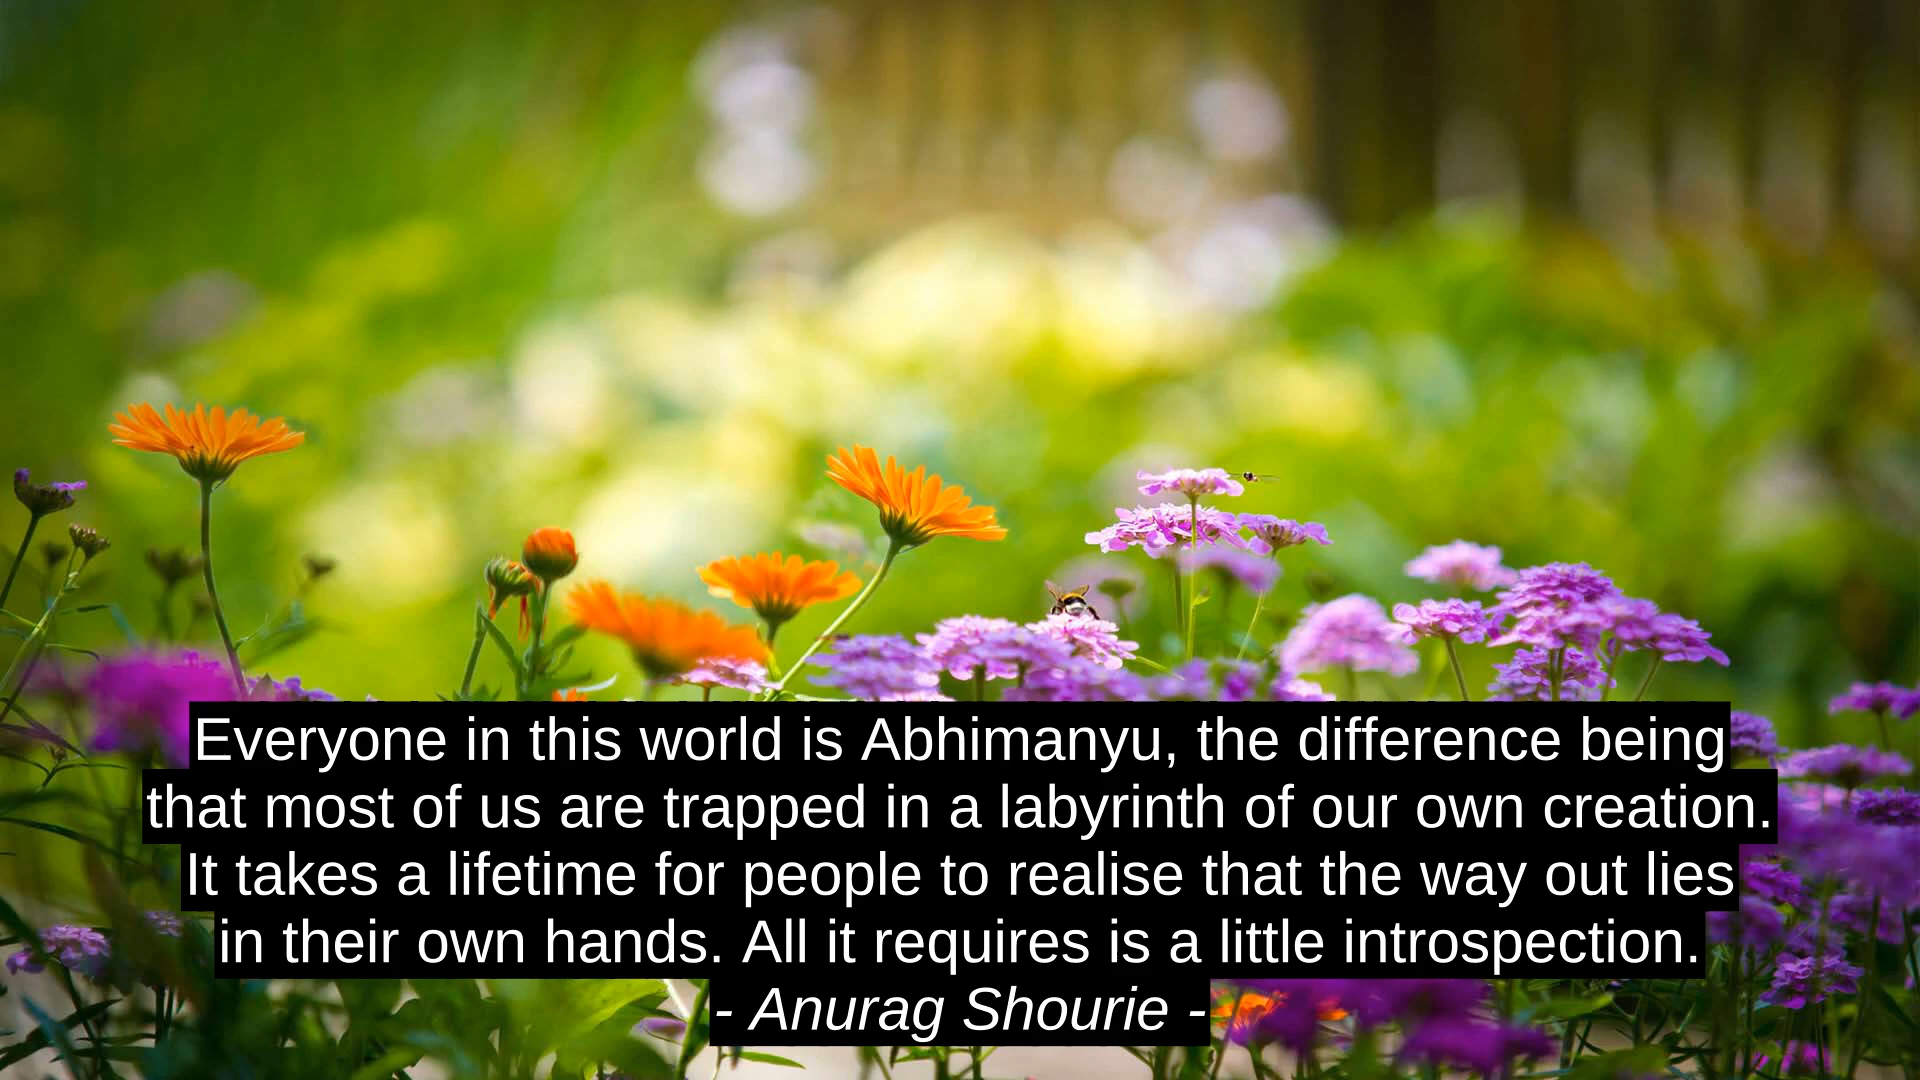 Everyone in this world is Abhimanyu, the difference being
that most of us are trapped in a labyrinth of our own creation.
It takes a lifetime for people to realise that the way out lies
in their own hands. All it requires is a little introspection.
- Anurag Shourie -